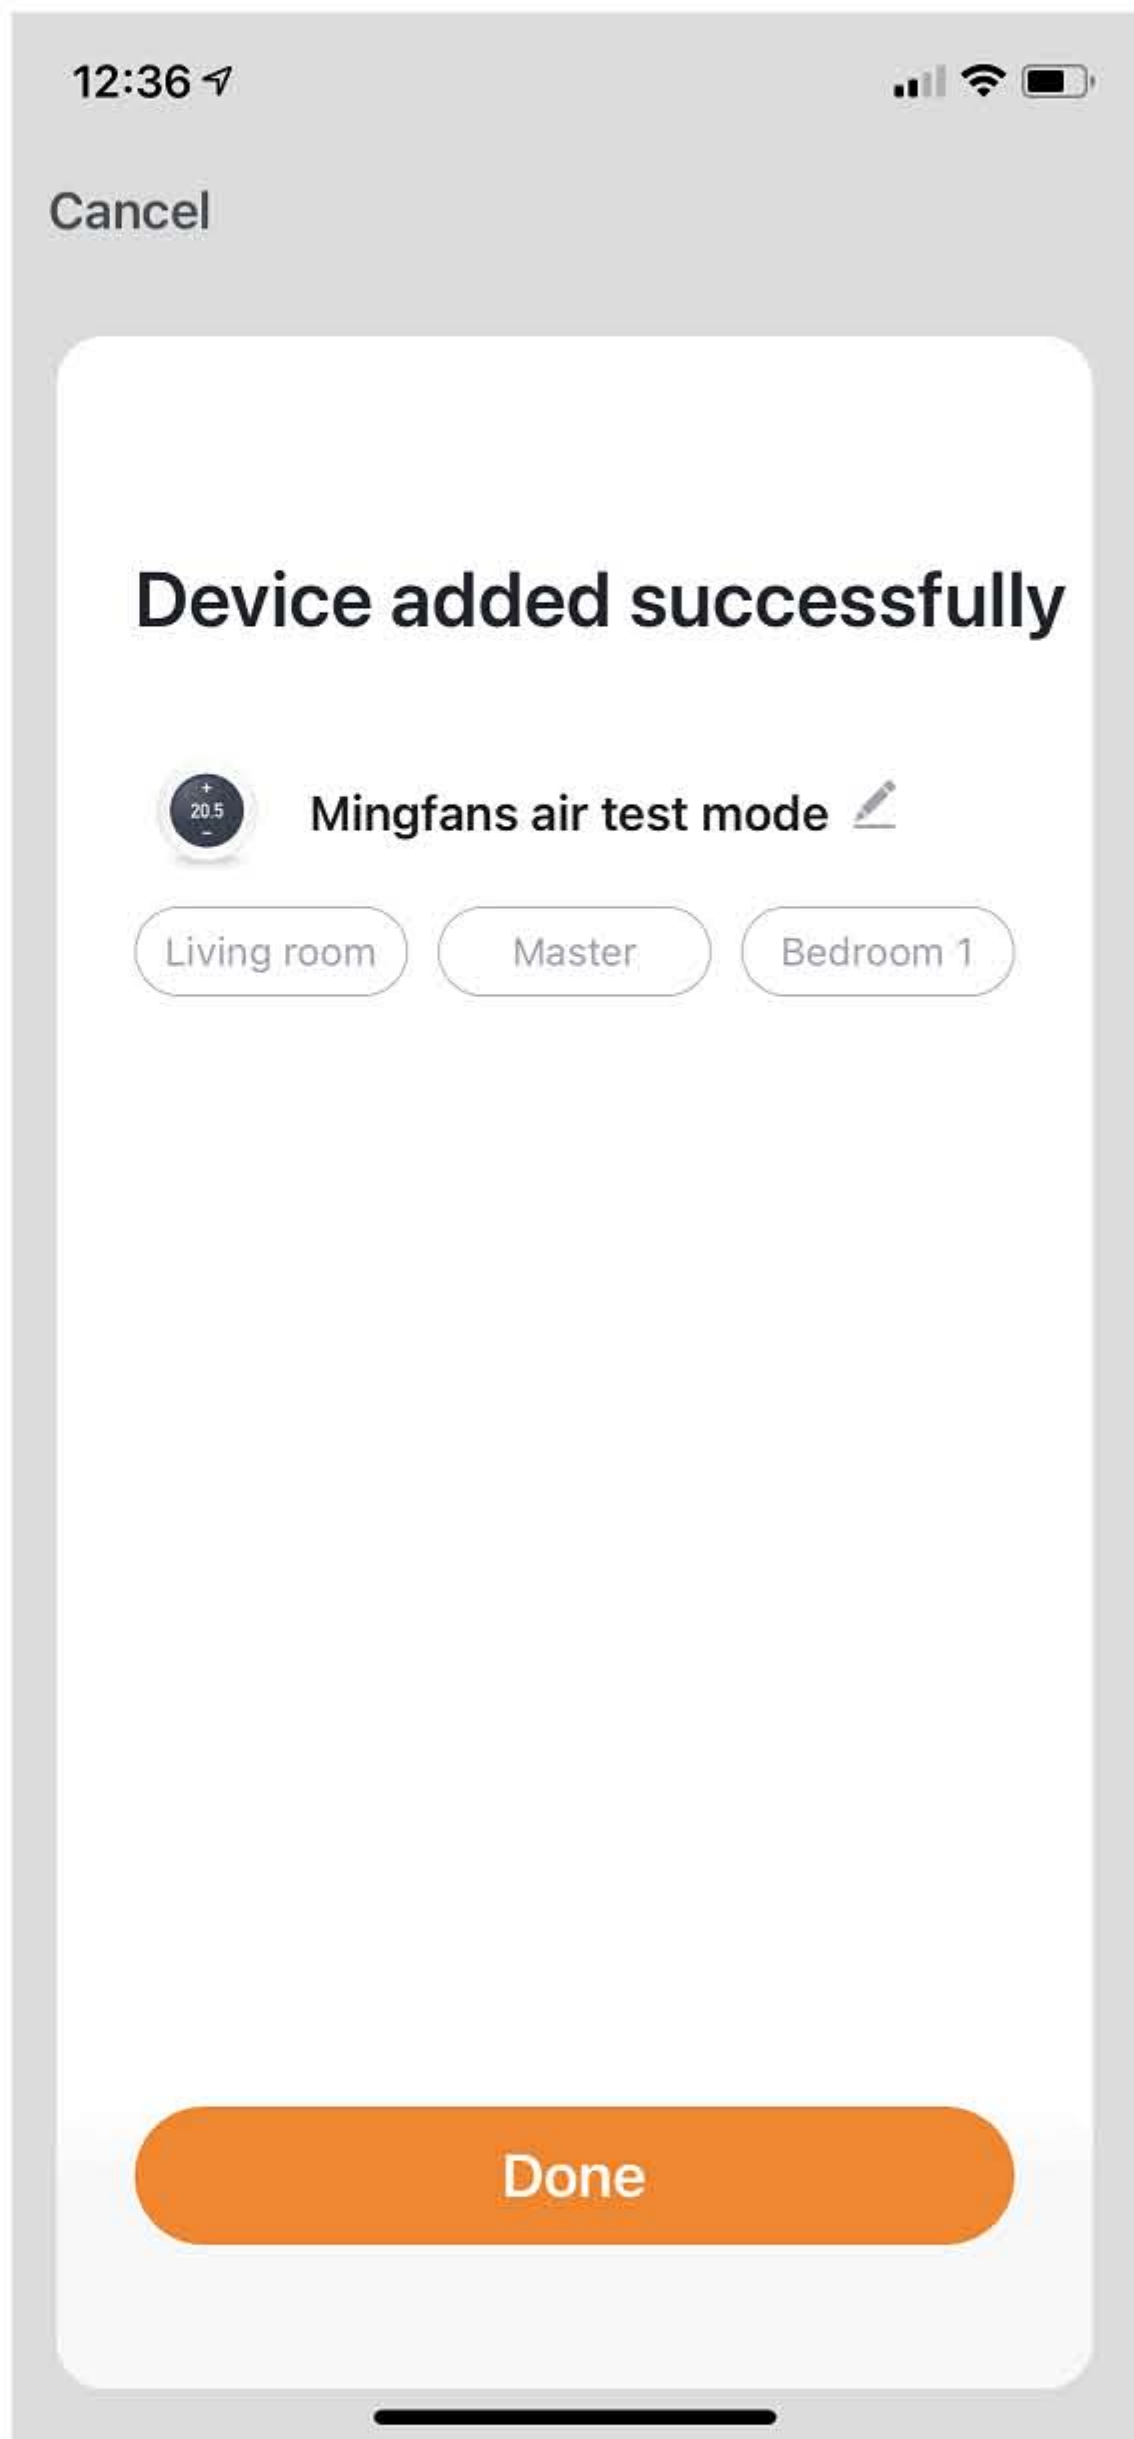 12:36
Cancel
Device added successfully
+
20.5
−
Mingfans air test mode
Living room Master Bedroom 1
Done